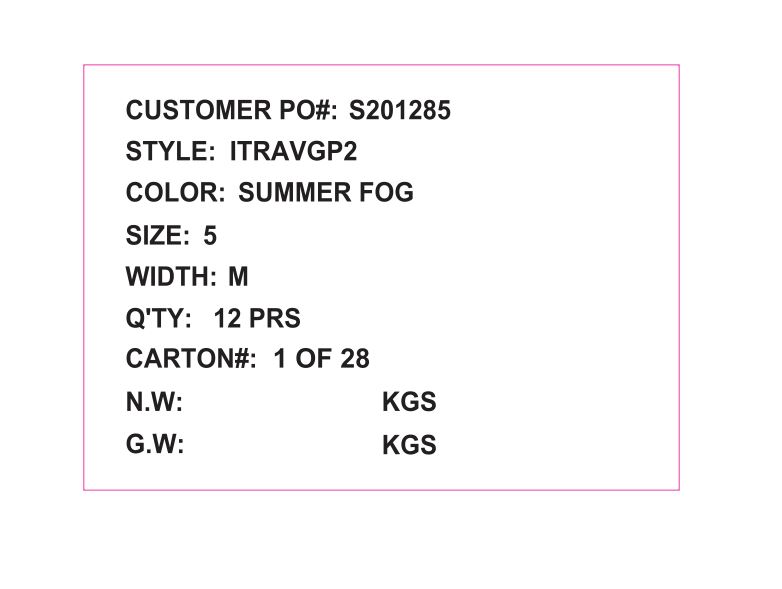 CUSTOMER PO#: S201285
STYLE: ITRAVGP2
COLOR: SUMMER FOG
SIZE: 5
WIDTH: M
Q'TY: 12 PRS
CARTON#: 1 OF 28
N.W: KGS
G.W: KGS